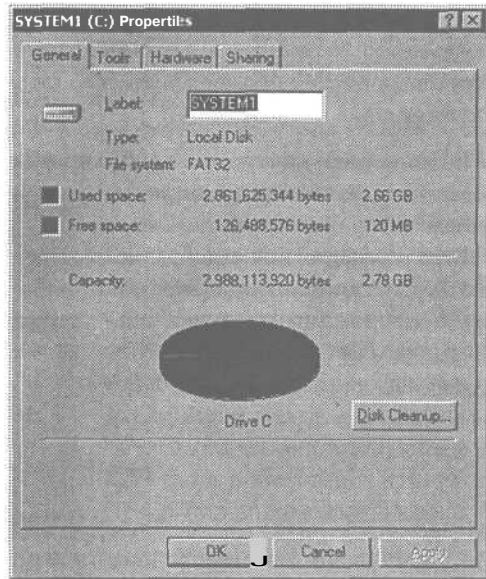 SYSTEM1 (C:) Properties
General Tools Hardware Sharing
Label: SYSTEM1
Type: Local Disk
File system: FAT32
Used space: 2,861,625,344 bytes 2.66 GB
Free space: 126,488,576 bytes 120 MB
Capacity: 2,988,113,920 bytes 2.78 GB
Drive C
Disk Cleanup...
OK Cancel Apply